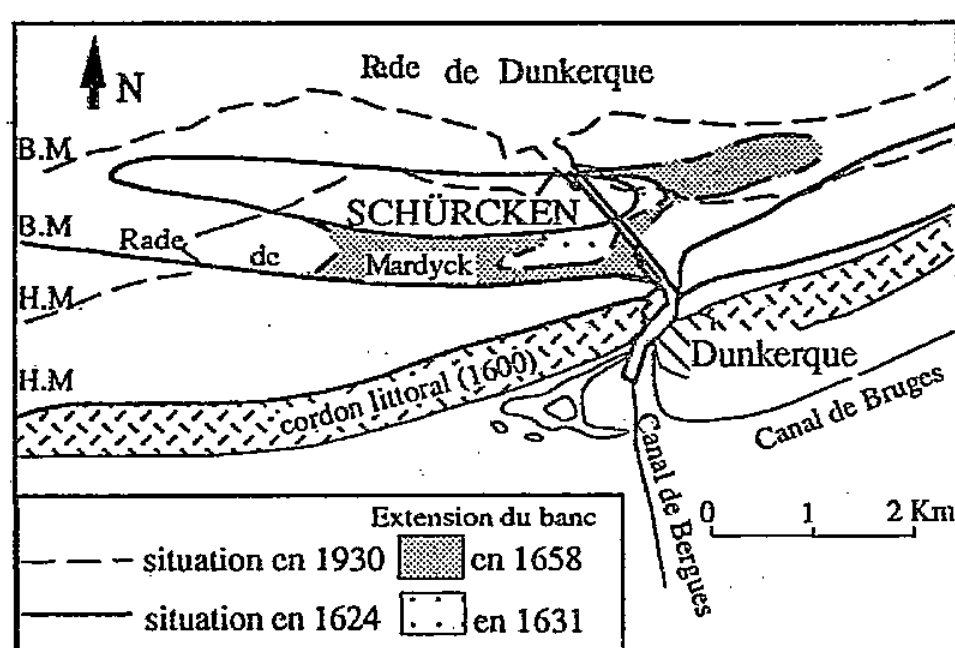 Rade de Dunkerque
N
B.M
SCHÜRCKEN
B.M
Rade de Mardyck
H.M
Dunkerque
H.M
cordon littoral (1600)
Canal de Bruges
Canal de Bergues
0 1 2 Km
Extension du banc
situation en 1930
en 1658
situation en 1624
en 1631